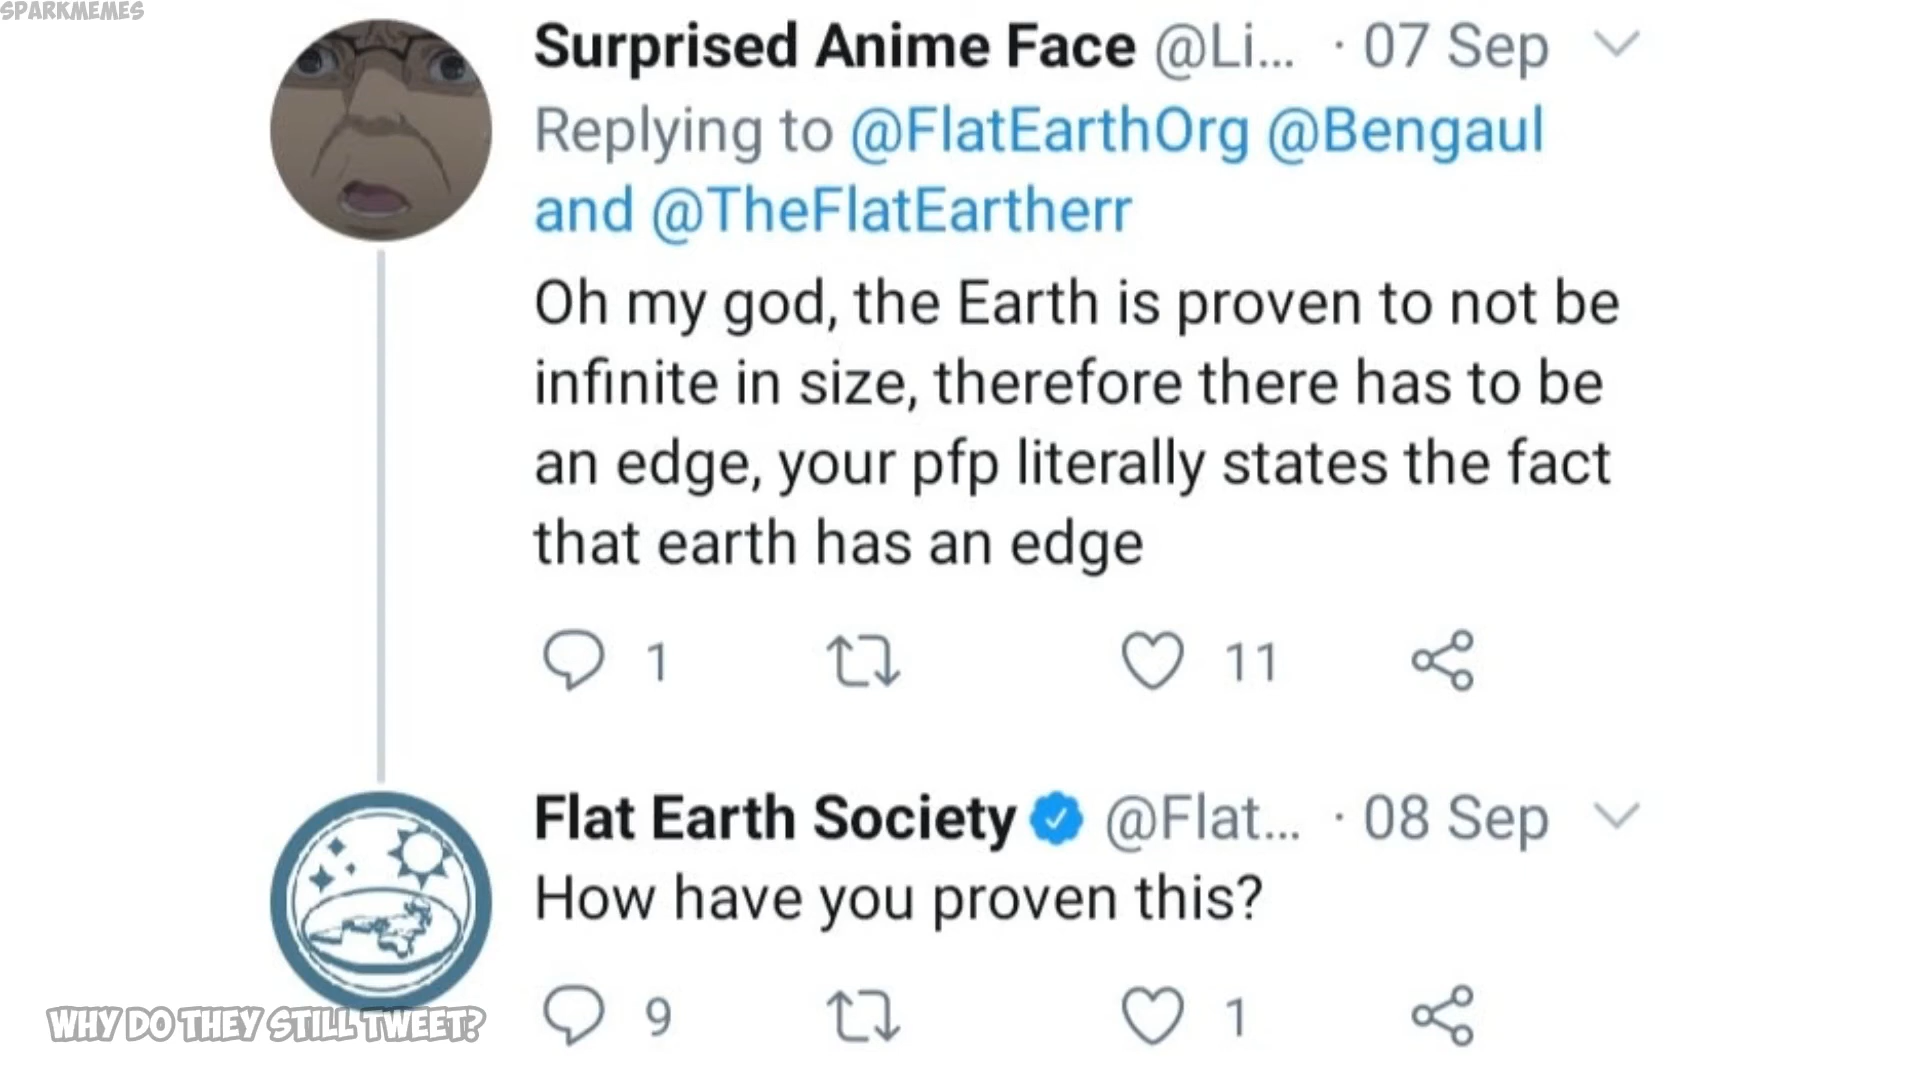 SPARKMEMES
Surprised Anime Face @Li... · 07 Sep
Replying to @FlatEarthOrg @Bengaul
and @TheFlatEartherr
Oh my god, the Earth is proven to not be
infinite in size, therefore there has to be
an edge, your pfp literally states the fact
that earth has an edge
1 11
Flat Earth Society @Flat... · 08 Sep
How have you proven this?
WHY DO THEY STILL TWEET?
9 1